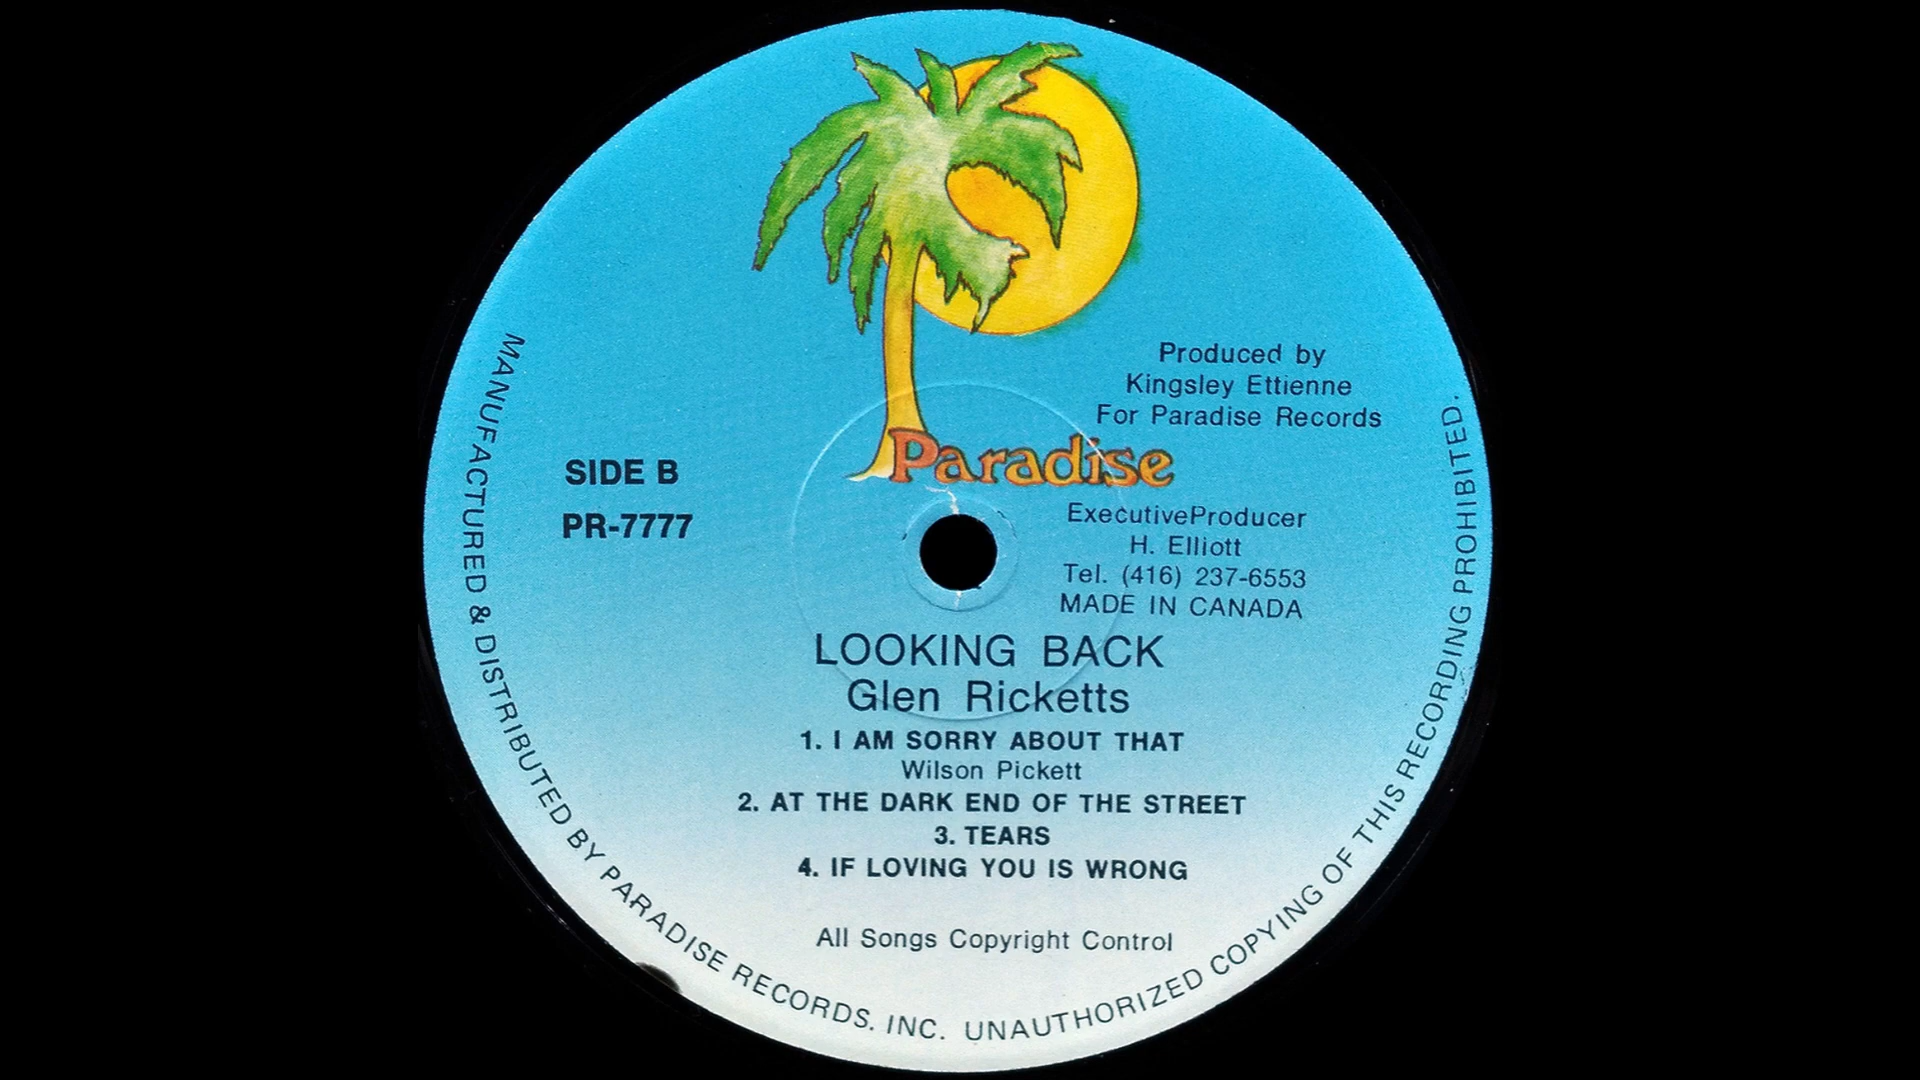 Produced by
Kingsley Ettienne
For Paradise Records
Paradise
SIDE B
PR-7777
ExecutiveProducer
H. Elliott
Tel. (416) 237-6553
MADE IN CANADA
LOOKING BACK
Glen Ricketts
1. I AM SORRY ABOUT THAT
Wilson Pickett
2. AT THE DARK END OF THE STREET
3. TEARS
4. IF LOVING YOU IS WRONG
All Songs Copyright Control
MANUFACTURED & DISTRIBUTED BY PARADISE RECORDS. INC. UNAUTHORIZED COPYING OF THIS RECORDING PROHIBITED.